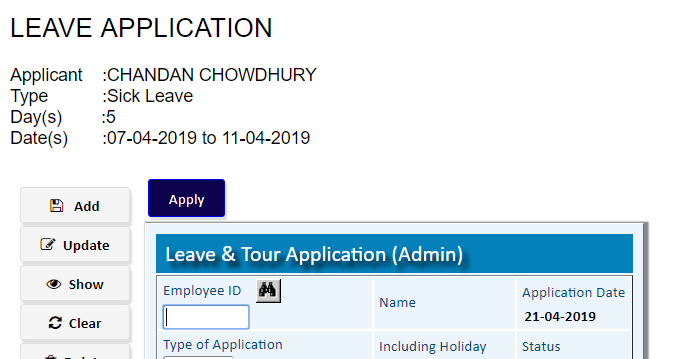 LEAVE APPLICATION
Applicant :CHANDAN CHOWDHURY
Type :Sick Leave
Day(s) :5
Date(s) :07-04-2019 to 11-04-2019
Add
Apply
Update
Leave & Tour Application (Admin)
Show
Employee ID
Name
Application Date
21-04-2019
Clear
Type of Application
Including Holiday
Status